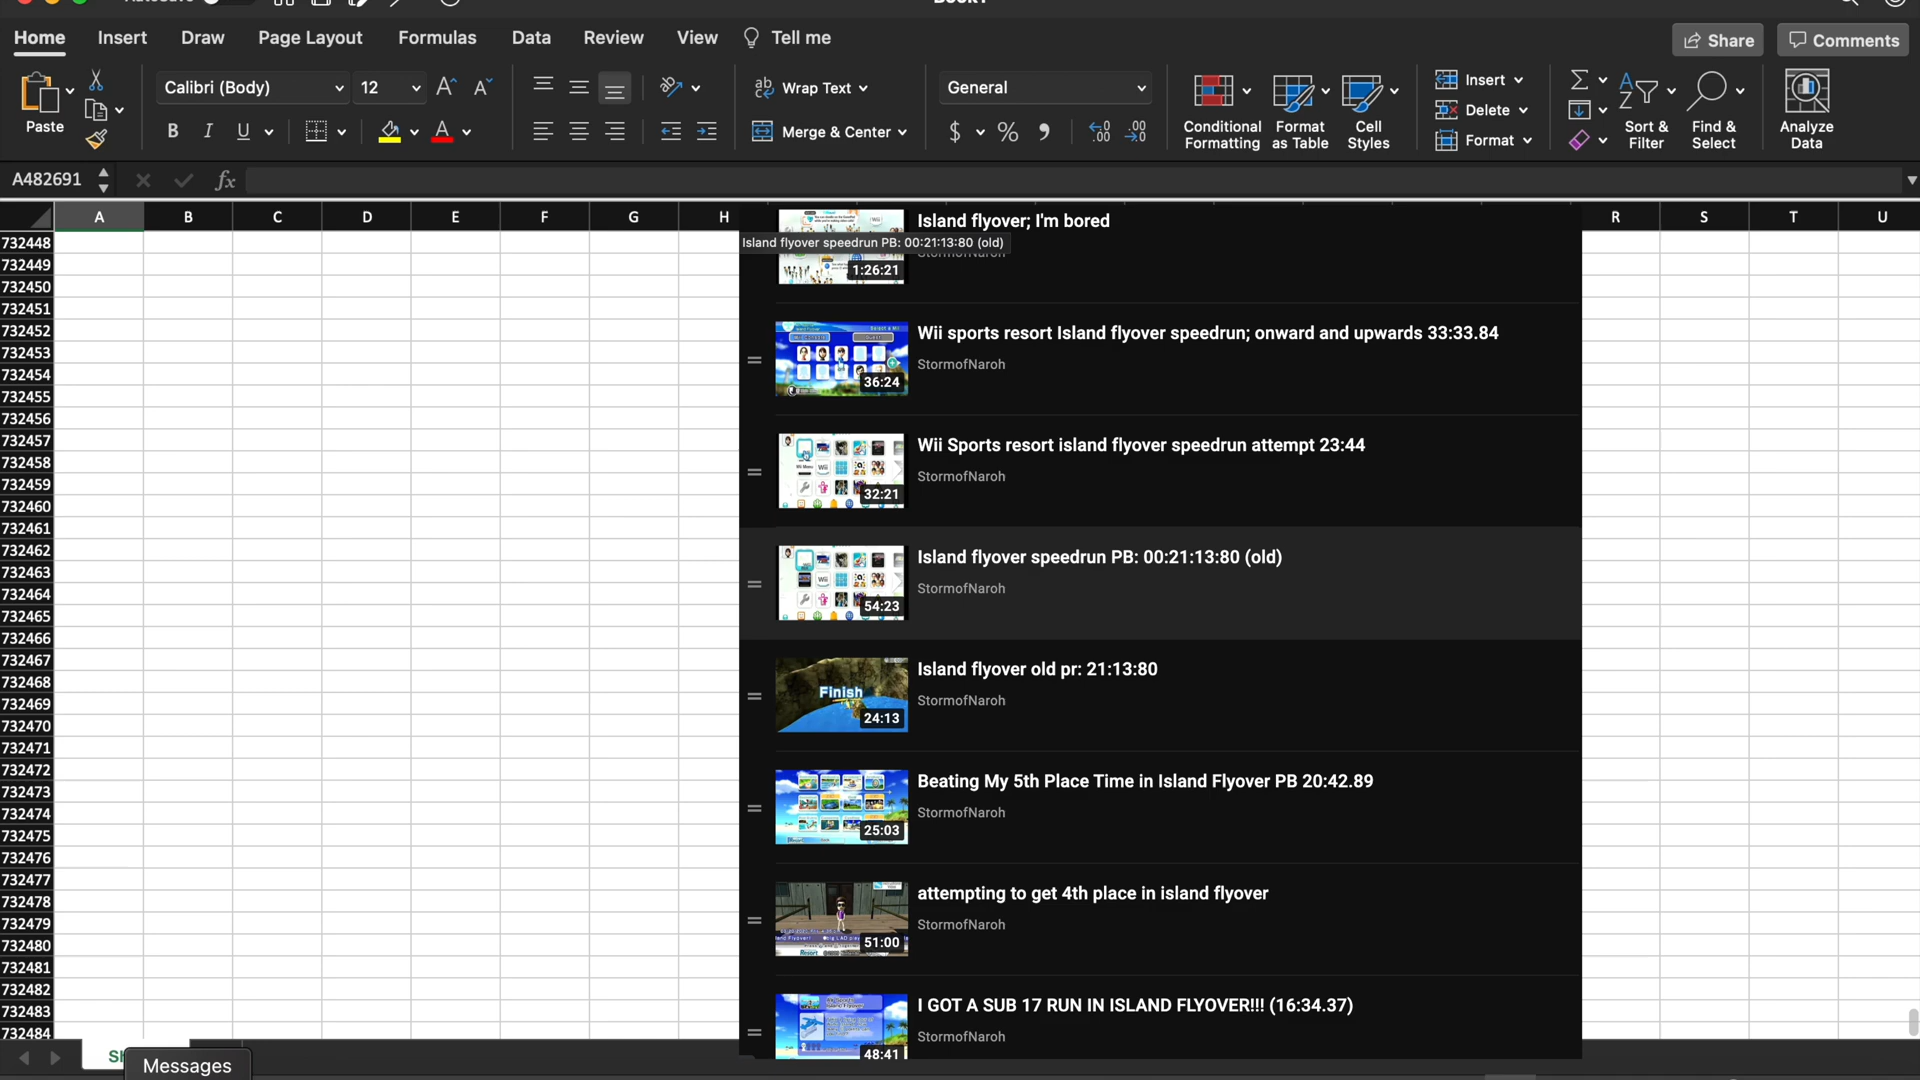 Home Insert Draw Page Layout Formulas Data Review View Tell me Share Comments
Calibri (Body) 12 Wrap Text General Insert
Paste Merge & Center Conditional Formatting Format as Table Cell Styles Delete Format Sort & Filter Find & Select Analyze Data
A482691 fx
A B C D E F G H R S T U
732448
732449
732450
732451
732452
732453
732454
732455
732456
732457
732458
732459
732460
732461
732462
732463
732464
732465
732466
732467
732468
732469
732470
732471
732472
732473
732474
732475
732476
732477
732478
732479
732480
732481
732482
732483
732484
Island flyover; I'm bored
Island flyover speedrun PB: 00:21:13:80 (old)
1:26:21
Wii sports resort Island flyover speedrun; onward and upwards 33:33.84
StormofNaroh
36:24
Wii Sports resort island flyover speedrun attempt 23:44
StormofNaroh
32:21
Island flyover speedrun PB: 00:21:13:80 (old)
StormofNaroh
54:23
Island flyover old pr: 21:13:80
StormofNaroh
Finish
24:13
Beating My 5th Place Time in Island Flyover PB 20:42.89
StormofNaroh
25:03
attempting to get 4th place in island flyover
StormofNaroh
51:00
I GOT A SUB 17 RUN IN ISLAND FLYOVER!!! (16:34.37)
StormofNaroh
48:41
Messages